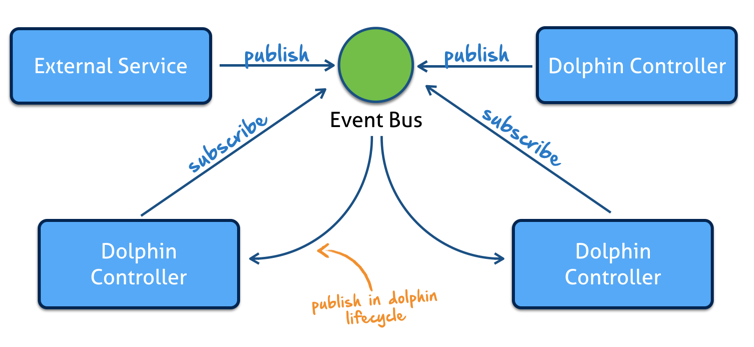 External Service
publish
publish
Dolphin Controller
Event Bus
subscribe
subscribe
Dolphin
Controller
Dolphin
Controller
publish in dolphin
lifecycle